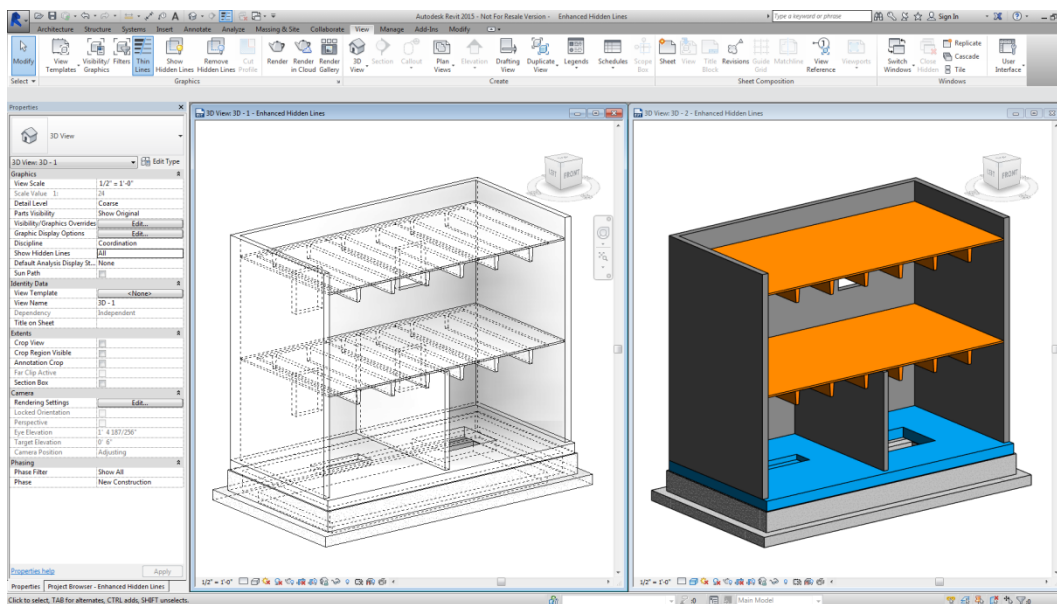 Autodesk Revit 2015 - Not For Resale Version - Enhanced Hidden Lines
Type a keyword or phrase
Sign In
Architecture Structure Systems Insert Annotate Analyze Massing & Site Collaborate View Manage Add-Ins Modify
Modify
View Templates
Visibility/ Graphics
Filters
Thin Lines
Show Hidden Lines
Remove Hidden Lines
Cut Profile
Render
Render in Cloud
Render Gallery
3D View
Section
Callout
Plan Views
Elevation
Drafting View
Duplicate View
Legends
Schedules
Scope Box
Sheet
View
Title Block
Revisions
Guide Grid
Matchline
View Reference
Viewports
Switch Windows
Close Hidden
Replicate
Cascade
Tile
User Interface
Select
Graphics
Create
Sheet Composition
Windows
Properties
3D View
3D View: 3D - 1
Edit Type
Graphics
View Scale 1/2" = 1'-0"
Scale Value 1: 24
Detail Level Coarse
Parts Visibility Show Original
Visibility/Graphics Overrides Edit...
Graphic Display Options Edit...
Discipline Coordination
Show Hidden Lines All
Default Analysis Display St... None
Sun Path
Identity Data
View Template <None>
View Name 3D - 1
Dependency Independent
Title on Sheet
Extents
Crop View
Crop Region Visible
Annotation Crop
Far Clip Active
Section Box
Camera
Rendering Settings Edit...
Locked Orientation
Perspective
Eye Elevation 1' 4 187/256"
Target Elevation 0' 6"
Camera Position Adjusting
Phasing
Phase Filter Show All
Phase New Construction
Properties help
Apply
Properties
Project Browser - Enhanced Hidden Lines
3D View: 3D - 1 - Enhanced Hidden Lines
FRONT
1/2" = 1'-0"
3D View: 3D - 2 - Enhanced Hidden Lines
FRONT
1/2" = 1'-0"
Click to select, TAB for alternates, CTRL adds, SHIFT unselects.
:0
Main Model
:0